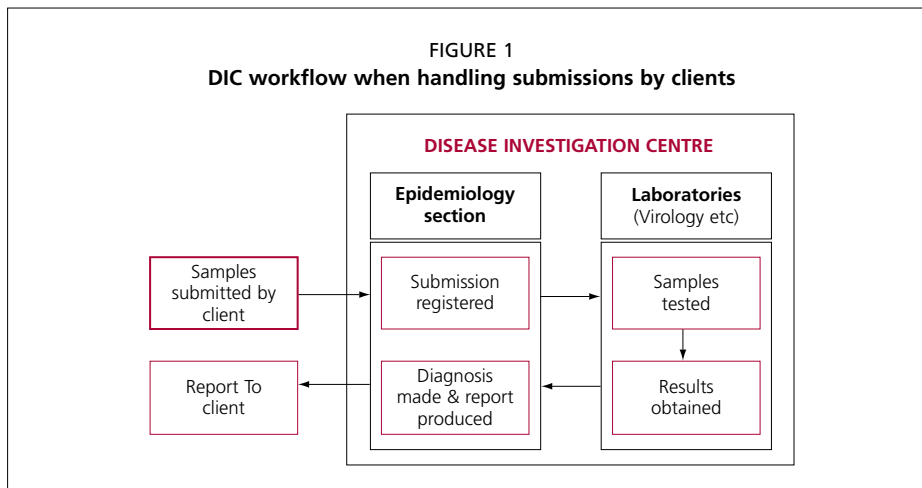 FIGURE 1
DIC workflow when handling submissions by clients
DISEASE INVESTIGATION CENTRE
Epidemiology
section
Laboratories
(Virology etc)
Samples
submitted by
client
Submission
registered
Samples
tested
Report To
client
Diagnosis
made & report
produced
Results
obtained